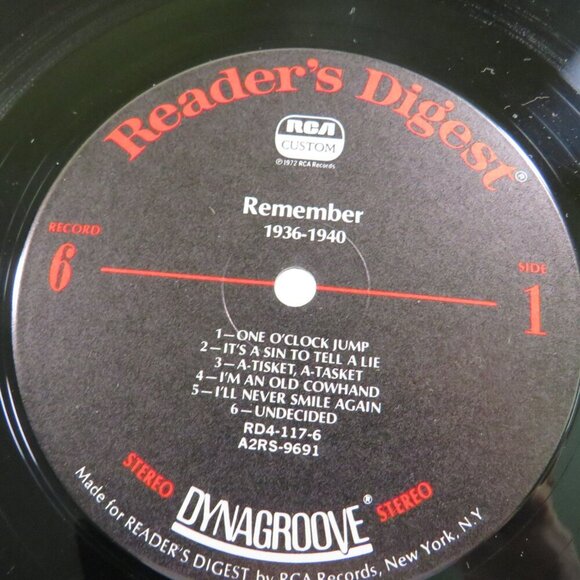 Reader's Digest®
RCA
CUSTOM
℗1972 RCA Records
Remember
1936-1940
RECORD
6
SIDE
1
1—ONE O'CLOCK JUMP
2—IT'S A SIN TO TELL A LIE
3—A-TISKET, A-TASKET
4—I'M AN OLD COWHAND
5—I'LL NEVER SMILE AGAIN
6—UNDECIDED
RD4-117-6
A2RS-9691
STEREO DYNAGROOVE® STEREO
Made for READER'S DIGEST by RCA Records, New York, N.Y